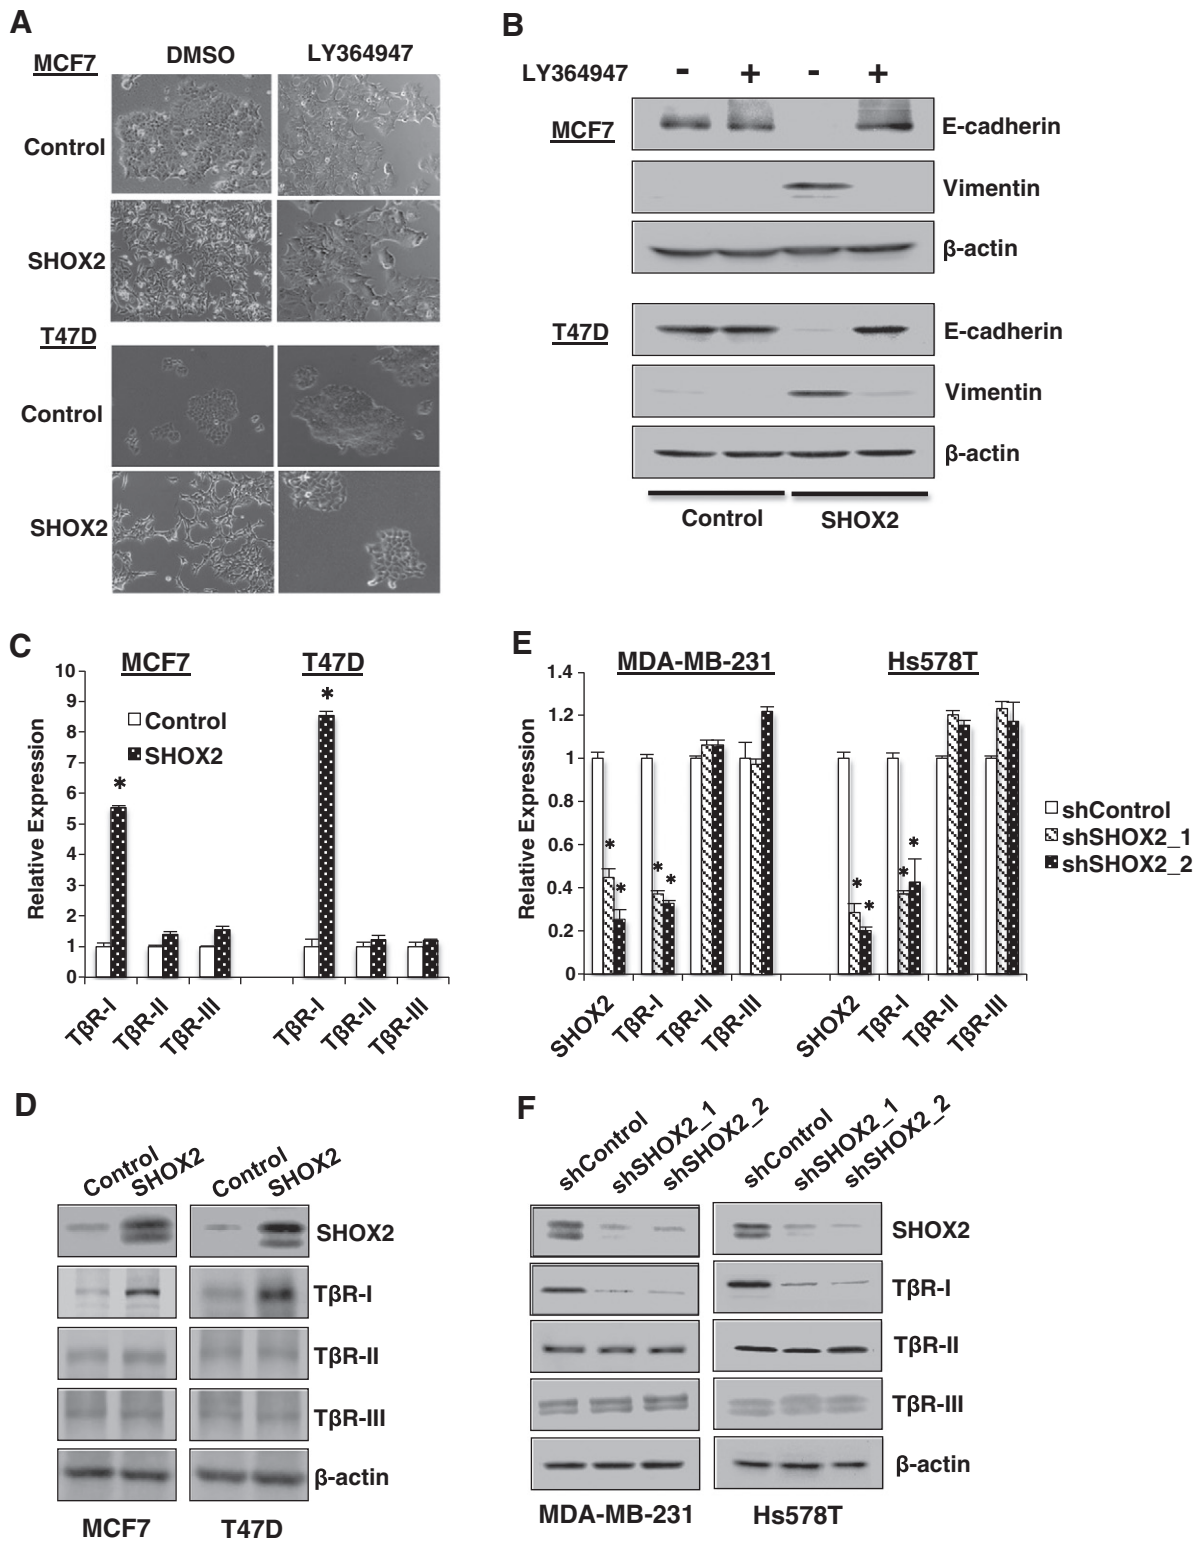 A
MCF7
DMSO
LY364947
Control
SHOX2
T47D
Control
SHOX2
B
LY364947 - + - +
MCF7
E-cadherin
Vimentin
β-actin
T47D
E-cadherin
Vimentin
β-actin
Control SHOX2
C
MCF7 T47D
Relative Expression
10
9
8
7
6
5
4
3
2
1
0
Control
SHOX2
*
*
TβR-I TβR-II TβR-III TβR-I TβR-II TβR-III
E
MDA-MB-231 Hs578T
Relative Expression
1.4
1.2
1
0.8
0.6
0.4
0.2
0
* * * * * * * *
shControl
shSHOX2_1
shSHOX2_2
SHOX2 TβR-I TβR-II TβR-III SHOX2 TβR-I TβR-II TβR-III
D
Control SHOX2 Control SHOX2
SHOX2
TβR-I
TβR-II
TβR-III
β-actin
MCF7 T47D
F
shControl shSHOX2_1 shSHOX2_2 shControl shSHOX2_1 shSHOX2_2
SHOX2
TβR-I
TβR-II
TβR-III
β-actin
MDA-MB-231 Hs578T